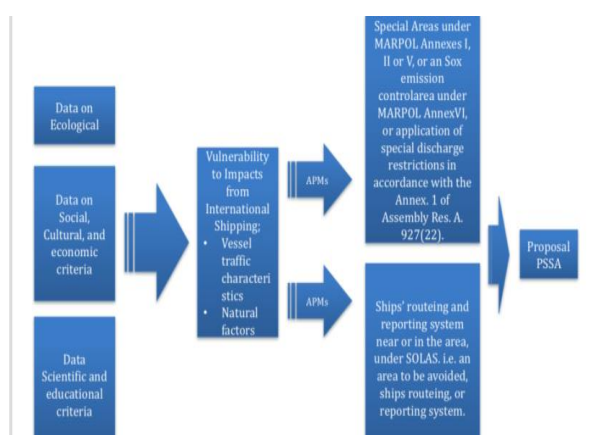 Data on
Ecological
Data on
Social,
Cultural, and
economic
criteria
Data
Scientific and
educational
criteria
Vulnerability
to Impacts
from
International
Shipping;
• Vessel
traffic
characteri
stics
• Natural
factors
APMs
APMs
Special Areas under
MARPOL Annexes I,
II or V, or an Sox
emission
controlarea under
MARPOL AnnexVI,
or application of
special discharge
restrictions in
accordance with the
Annex. 1 of
Assembly Res. A.
927(22).
Ships' routeing and
reporting system
near or in the area,
under SOLAS. i.e. an
area to be avoided,
ships routeing, or
reporting system.
Proposal
PSSA